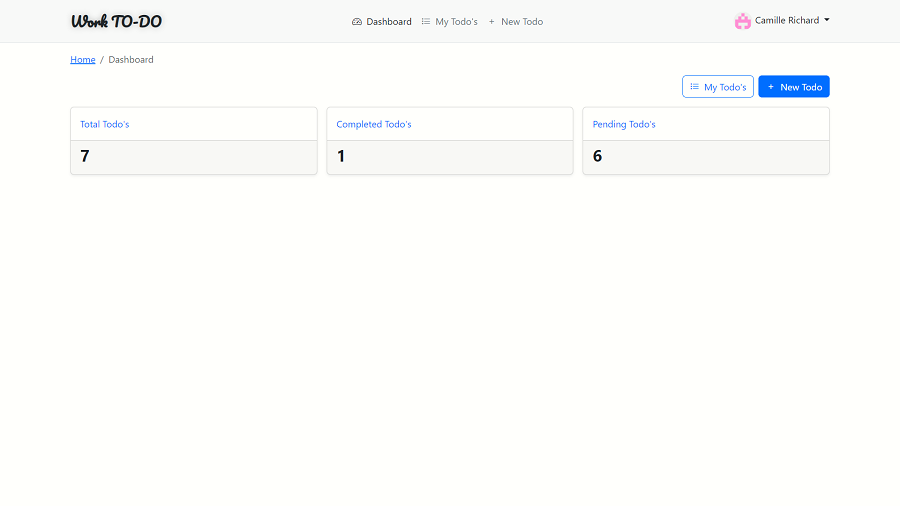 Work TO-DO
Dashboard My Todo's + New Todo
Camille Richard
Home / Dashboard
My Todo's + New Todo
Total Todo's
7
Completed Todo's
1
Pending Todo's
6